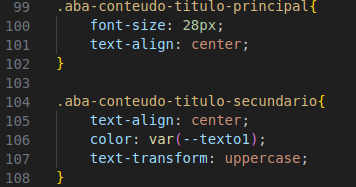 99 .aba-conteudo-titulo-principal{
100 font-size: 28px;
101 text-align: center;
102 }
103
104 .aba-conteudo-titulo-secundario{
105 text-align: center;
106 color: var(--texto1);
107 text-transform: uppercase;
108 }